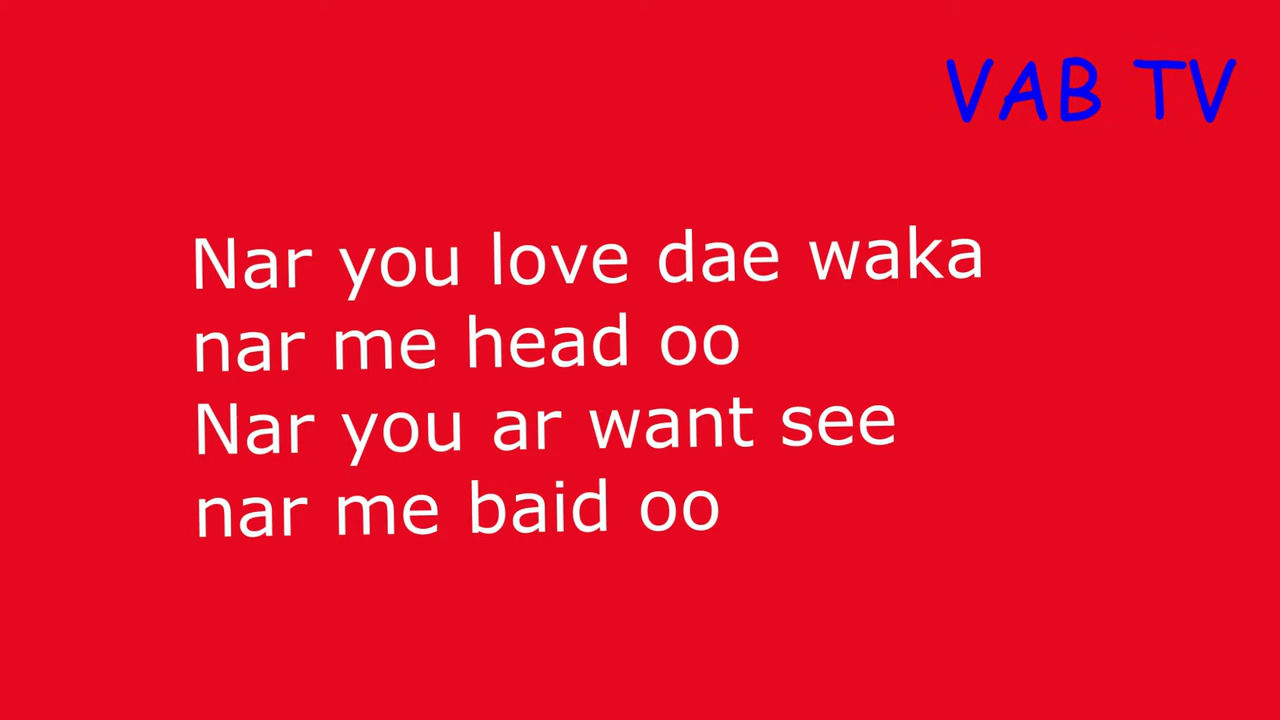 VAB TV
Nar you love dae waka
nar me head oo
Nar you ar want see
nar me baid oo